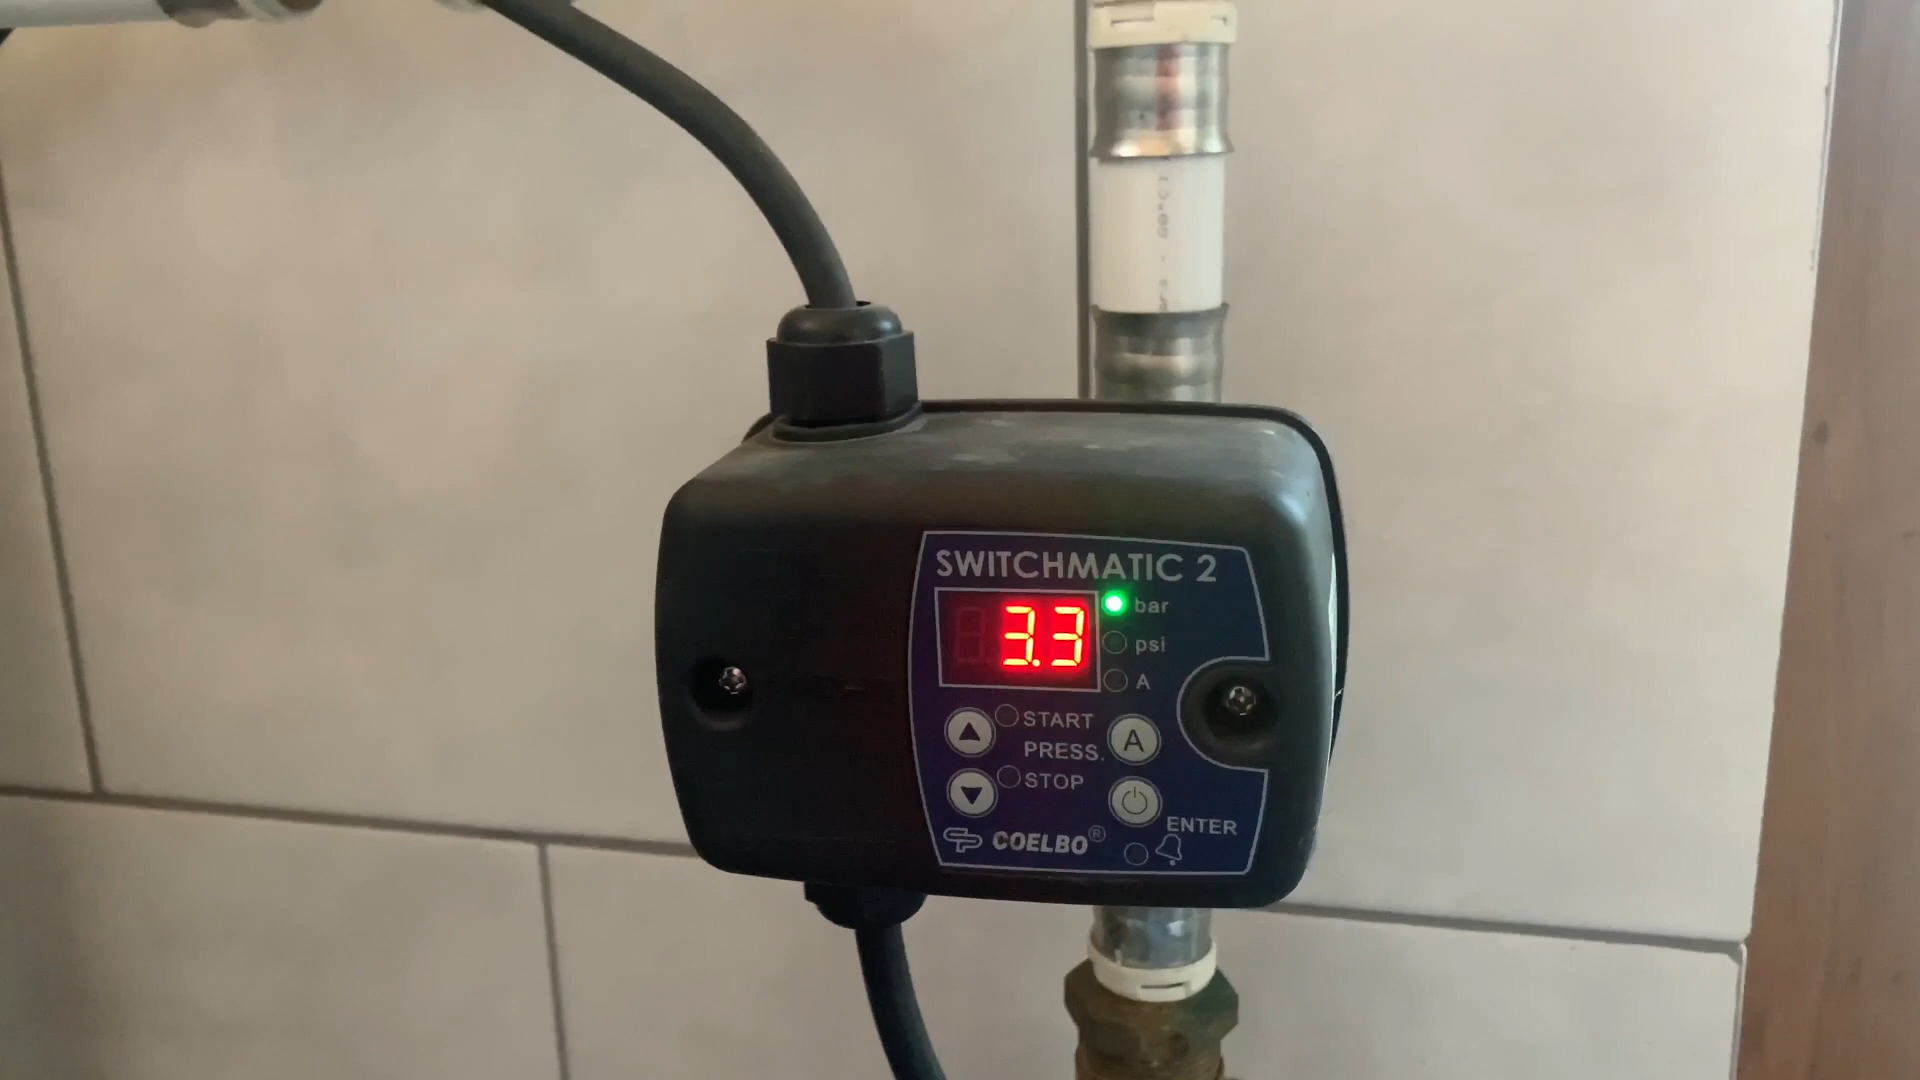 SWITCHMATIC 2
3.3
bar
psi
A
START
PRESS.
A
STOP
ENTER
COELBO®